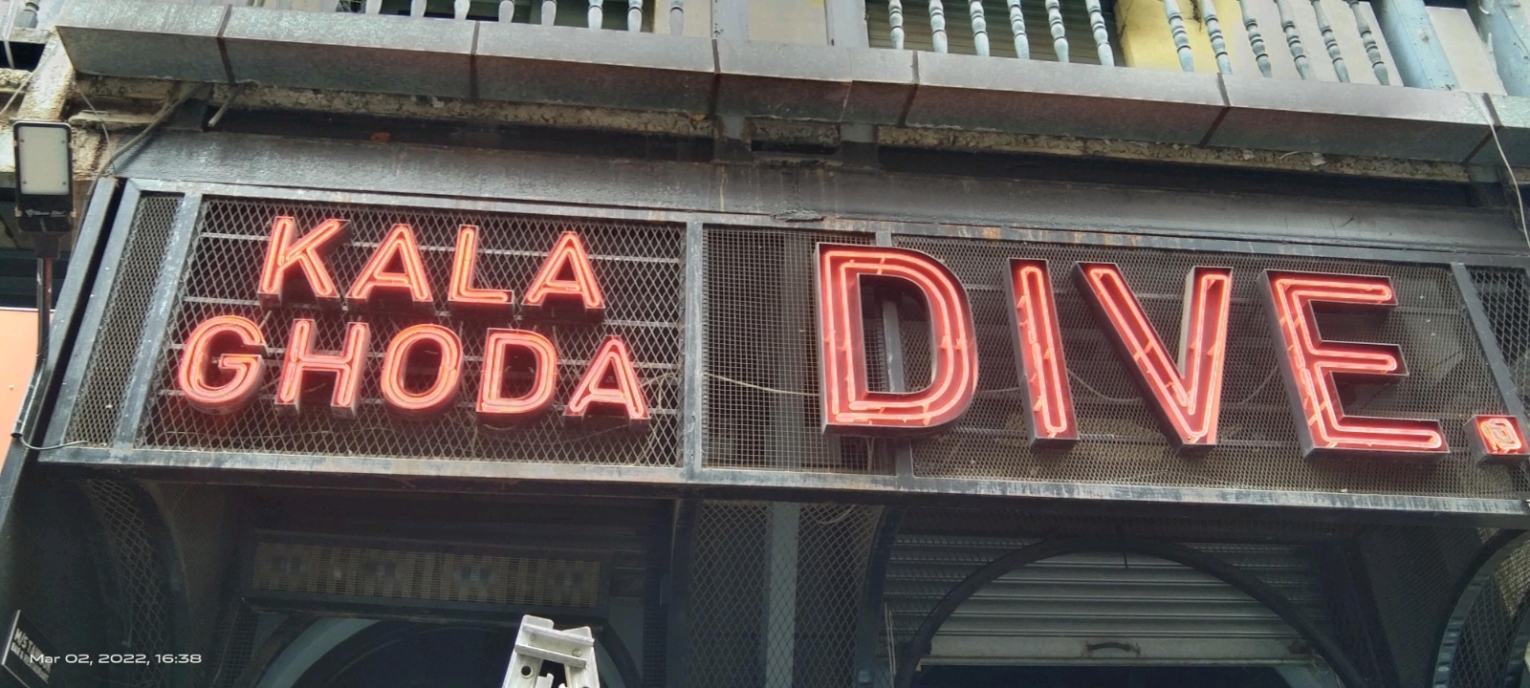 KALA
GHODA
DIVE.
Mar 02, 2022, 16:38